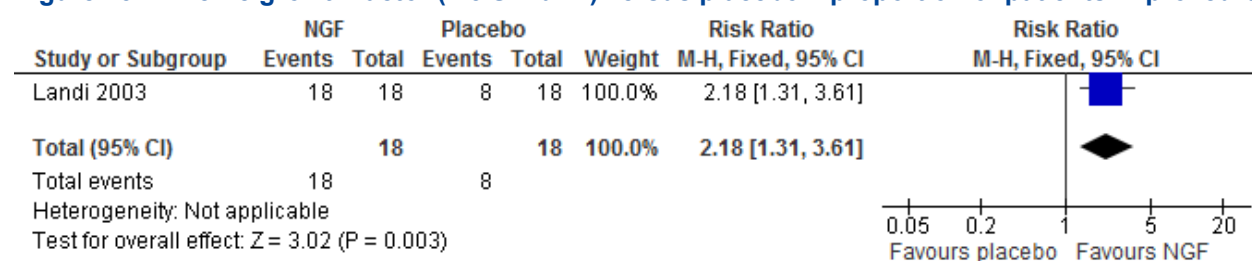 NGF Placebo Risk Ratio Risk Ratio
Study or Subgroup Events Total Events Total Weight M-H, Fixed, 95% CI M-H, Fixed, 95% CI
Landi 2003 18 18 8 18 100.0% 2.18 [1.31, 3.61]
Total (95% CI) 18 18 100.0% 2.18 [1.31, 3.61]
Total events 18 8
Heterogeneity: Not applicable
Test for overall effect: Z = 3.02 (P = 0.003)
0.05 0.2 1 5 20
Favours placebo Favours NGF